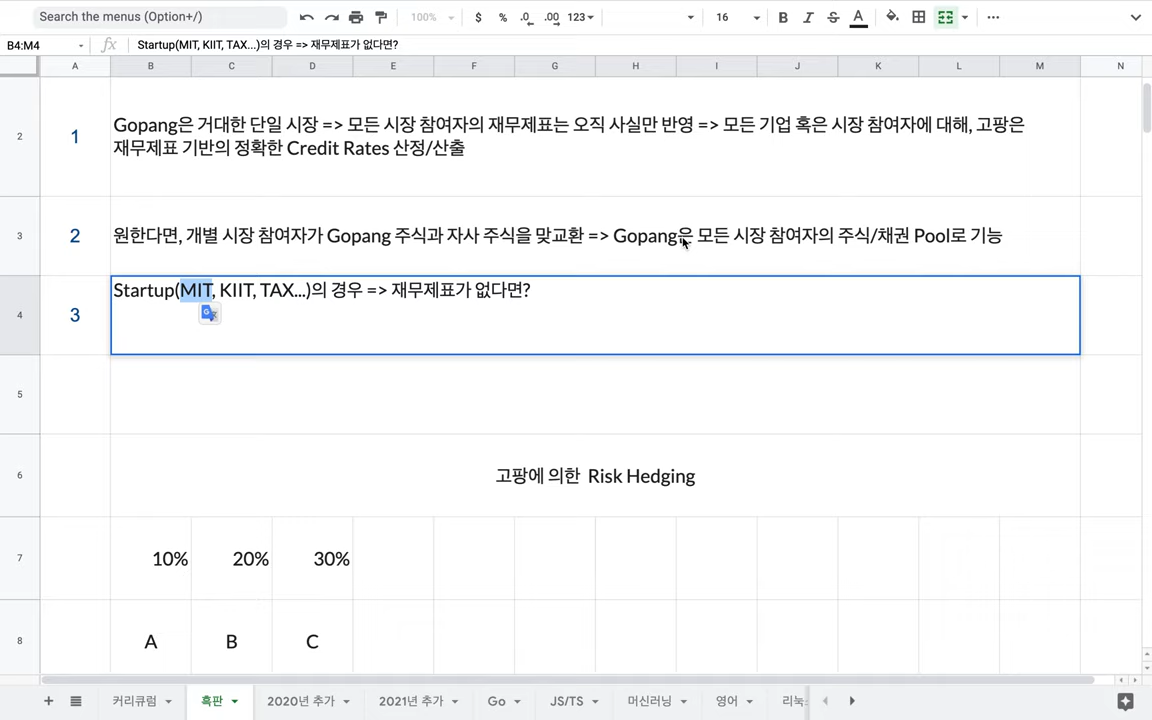 Search the menus (Option+/)
100%
$ % .0 .00 123
16
B I S A
B4:M4
fx
Startup(MIT, KIIT, TAX...)의 경우 => 재무제표가 없다면?
A B C D E F G H I J K L M N
2
1
Gopang은 거대한 단일 시장 => 모든 시장 참여자의 재무제표는 오직 사실만 반영 => 모든 기업 혹은 시장 참여자에 대해, 고팡은
재무제표 기반의 정확한 Credit Rates 산정/산출
3
2
원한다면, 개별 시장 참여자가 Gopang 주식과 자사 주식을 맞교환 => Gopang은 모든 시장 참여자의 주식/채권 Pool로 기능
4
3
Startup(MIT, KIIT, TAX...)의 경우 => 재무제표가 없다면?
5
6
고팡에 의한 Risk Hedging
7
10% 20% 30%
8
A B C
커리큐럼 흑판 2020년 추가 2021년 추가 Go JS/TS 머신러닝 영어 리눅